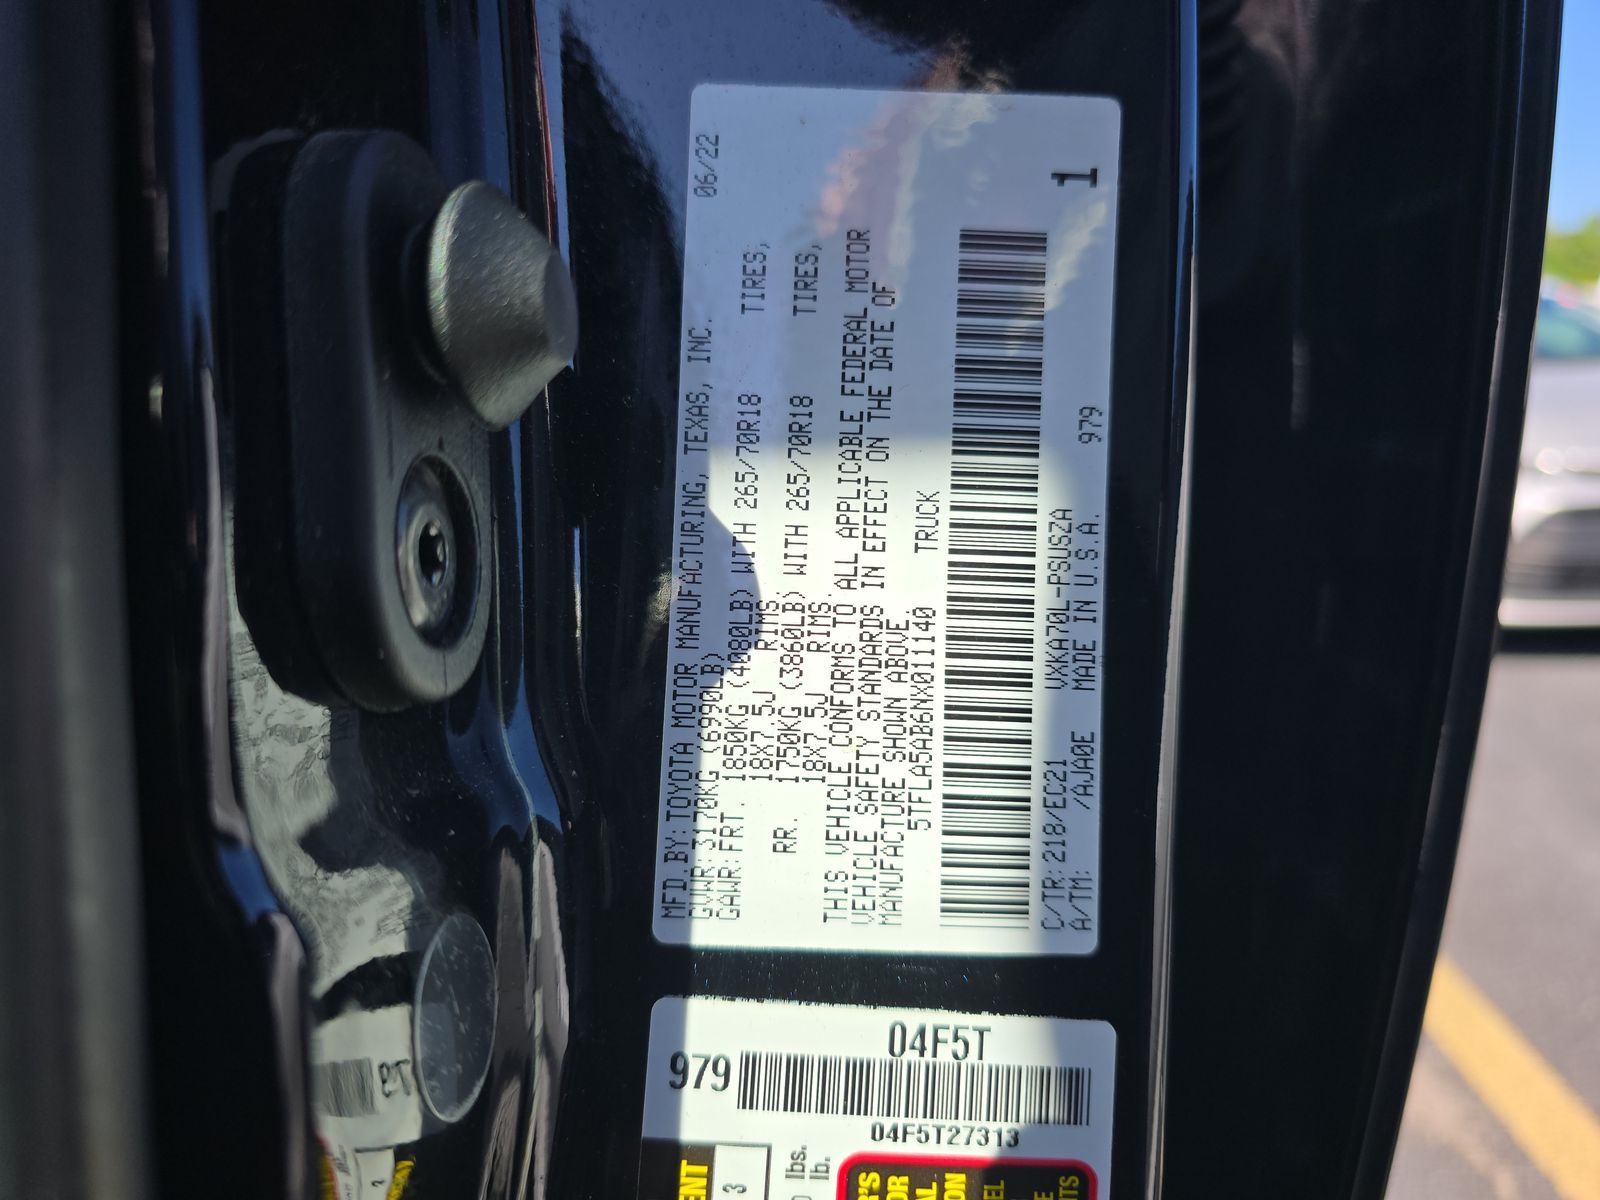 MFD.BY:TOYOTA MOTOR MANUFACTURING, TEXAS, INC. 06/22
GVWR:3170KG (6990LB)
GAWR:FRT. 1850KG (4080LB) WITH 265/70R18 TIRES,
18X7.5J RIMS,
RR. 1750KG (3860LB) WITH 265/70R18 TIRES,
18X7.5J RIMS.
THIS VEHICLE CONFORMS TO ALL APPLICABLE FEDERAL MOTOR
VEHICLE SAFETY STANDARDS IN EFFECT ON THE DATE OF
MANUFACTURE SHOWN ABOVE.
5TFLA5AB6NX011140 TRUCK
C/TR:218/EC21 VXKA70L-PSUSZA
A/TM: /AJA0E MADE IN U.S.A. 979
1
979
04F5T
04F5T27313
lbs.
lb.
3